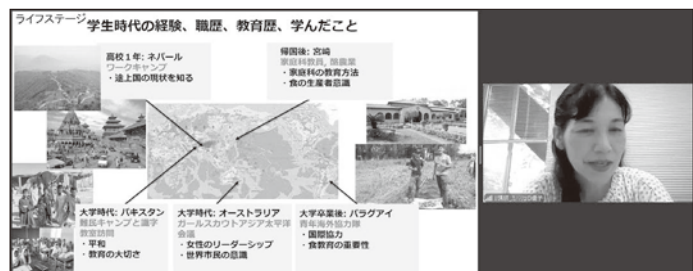 ライフステージ
学生時代の経験、職歴、教育歴、学んだこと
高校１年: ネパール
ワークキャンプ
・途上国の現状を知る
帰国後: 宮崎
家庭科教員, 酪農業
・家庭科の教育方法
・食の生産者意識
大学時代: パキスタン
難民キャンプと識字
教室訪問
・平和
・教育の大切さ
大学時代: オーストラリア
ガールスカウトアジア太平洋
会議
・女性のリーダーシップ
・世界市民の意識
大学卒業後: パラグアイ
青年海外協力隊
・国際協力
・食教育の重要性